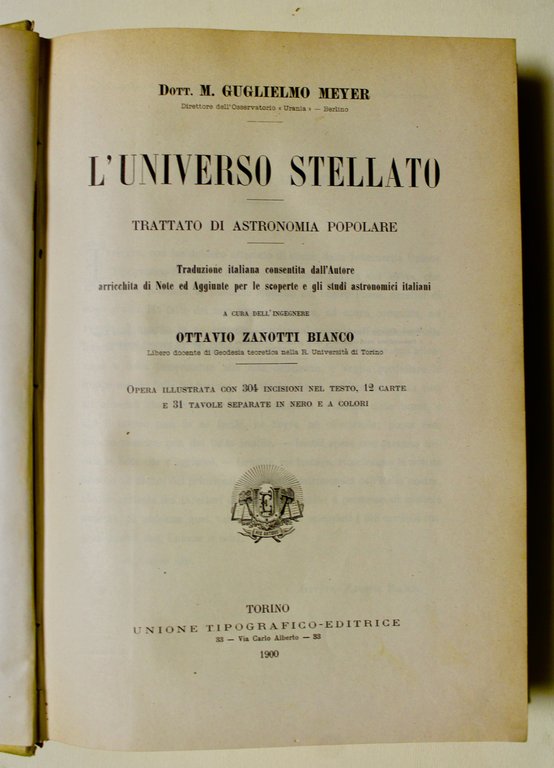 Dott. M. GUGLIELMO MEYER
Direttore dell'Osservatorio « Urania » — Berlino
L'UNIVERSO STELLATO
TRATTATO DI ASTRONOMIA POPOLARE
Traduzione italiana consentita dall'Autore
arricchita di Note ed Aggiunte per le scoperte e gli studi astronomici italiani
A CURA DELL'INGEGNERE
OTTAVIO ZANOTTI BIANCO
Libero docente di Geodesia teoretica nella R. Università di Torino
Opera illustrata con 304 incisioni nel testo, 12 carte
e 31 tavole separate in nero e a colori
TORINO
UNIONE TIPOGRAFICO-EDITRICE
33 — Via Carlo Alberto — 33
1900